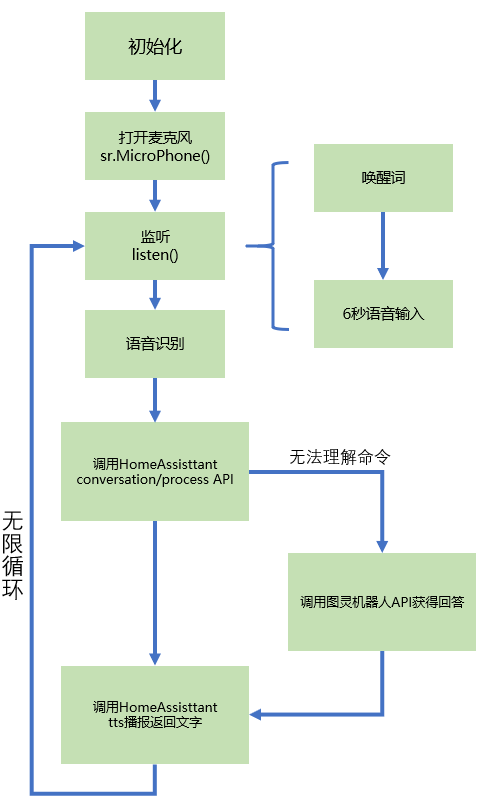 初始化
打开麦克风
sr.MicroPhone()
监听
listen()
唤醒词
6秒语音输入
语音识别
调用HomeAssisttant
conversation/process API
无法理解命令
调用图灵机器人API获得回答
调用HomeAssisttant
tts播报返回文字
无限循环